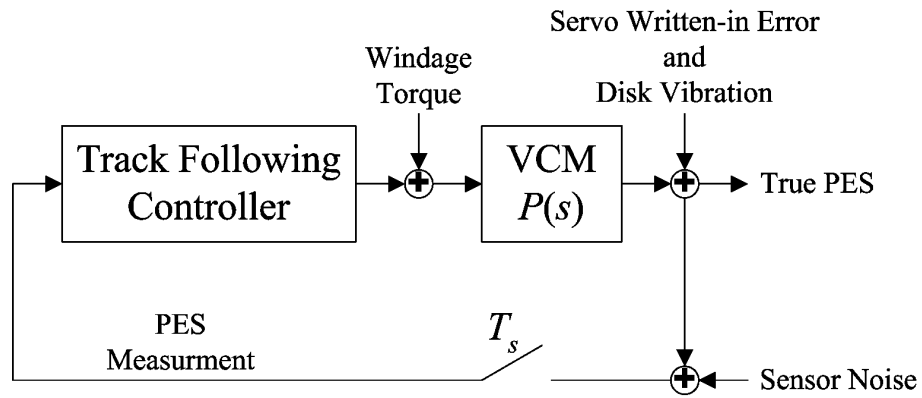 Servo Written-in Error
and
Disk Vibration
Windage
Torque
Track Following
Controller
VCM
P(s)
True PES
PES
Measurment
T_s
Sensor Noise